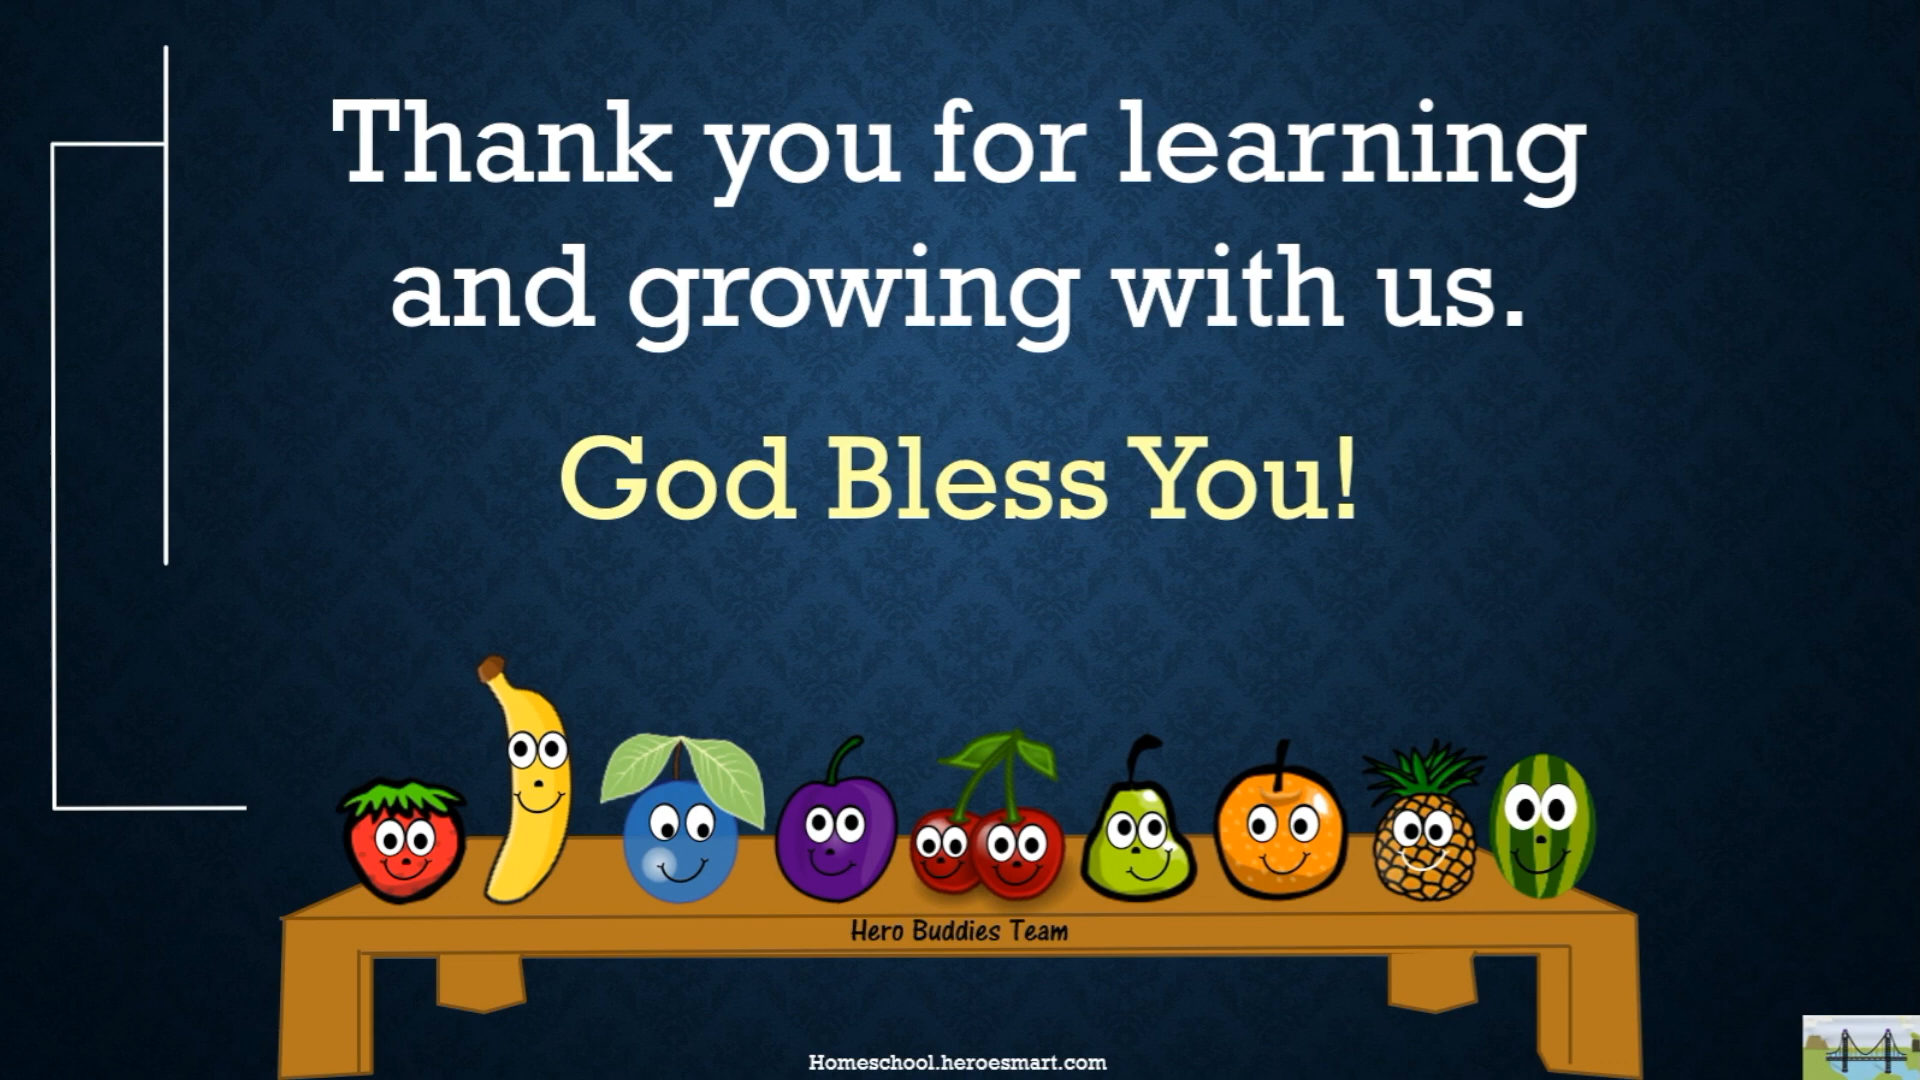 Thank you for learning
and growing with us.
God Bless You!
Hero Buddies Team
Homeschool.heroesmart.com